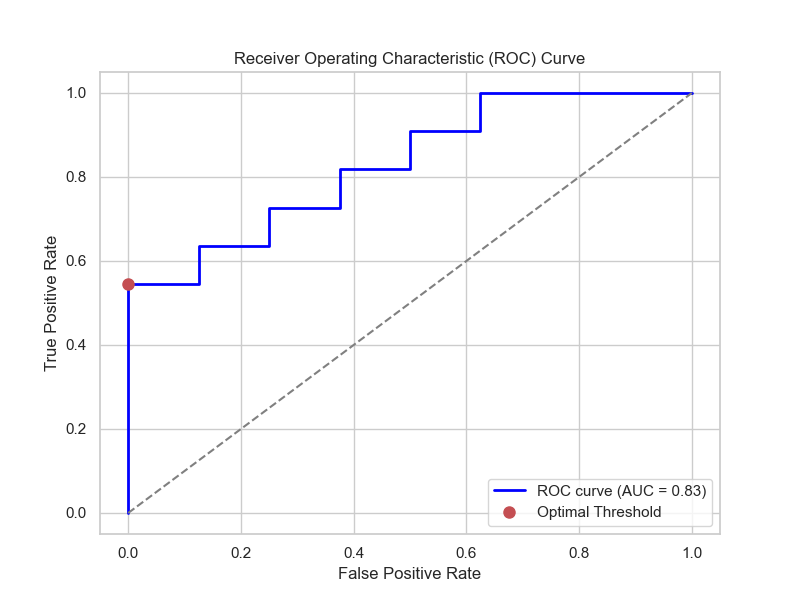 Receiver Operating Characteristic (ROC) Curve
True Positive Rate
1.0
0.8
0.6
0.4
0.2
0.0
0.0 0.2 0.4 0.6 0.8 1.0
False Positive Rate
ROC curve (AUC = 0.83)
Optimal Threshold